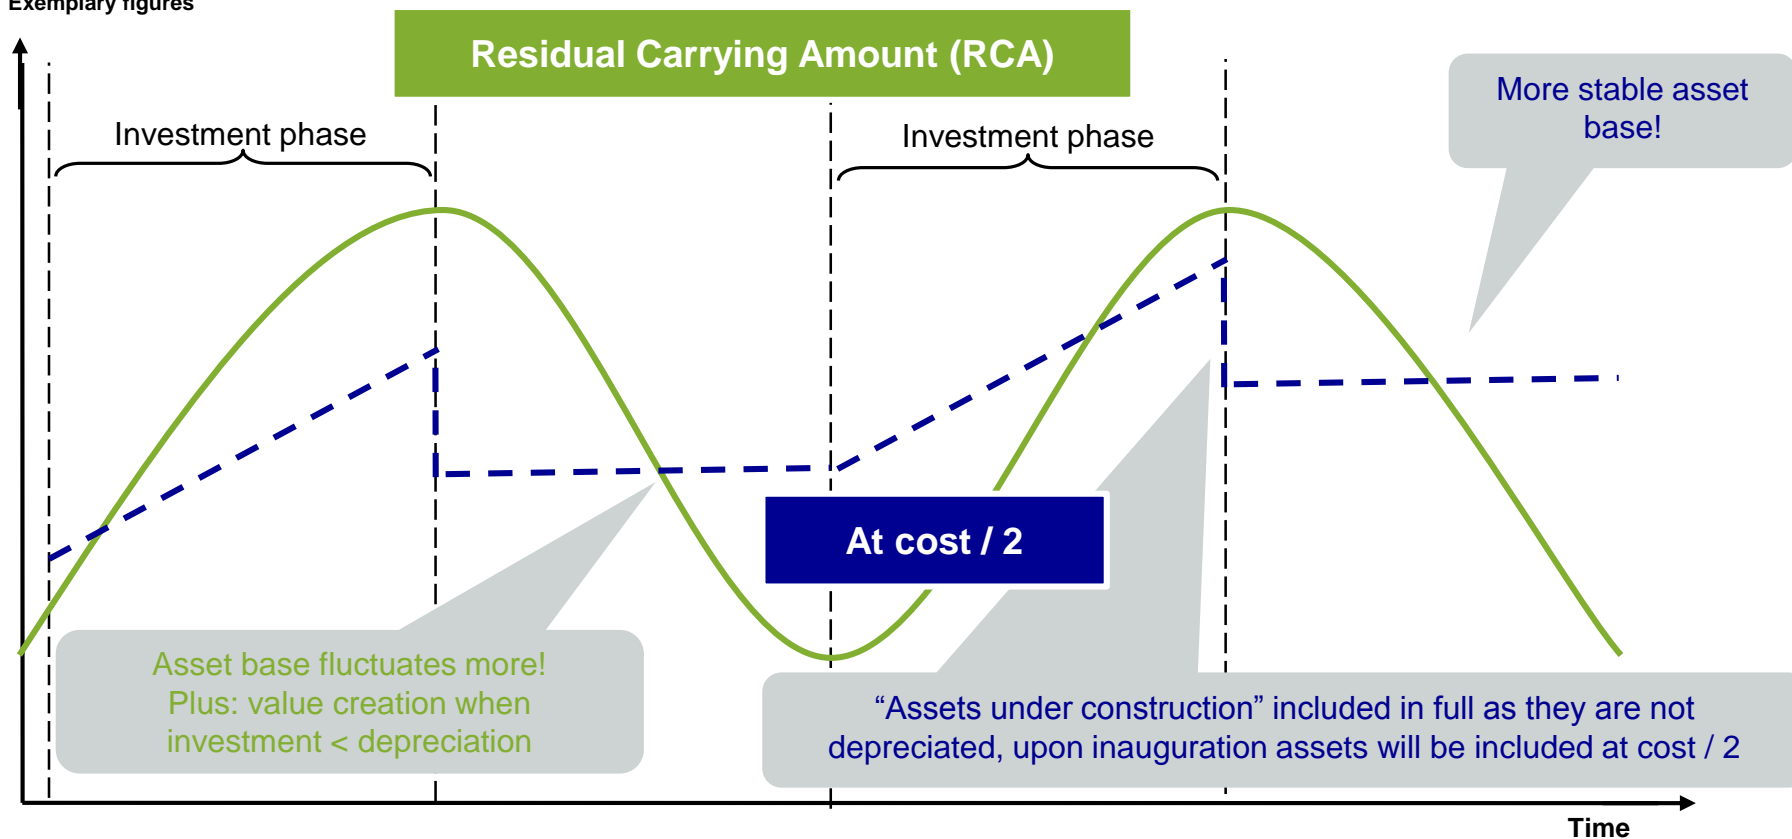 Exemplary figures
Residual Carrying Amount (RCA)
Investment phase
Investment phase
More stable asset
base!
At cost / 2
Asset base fluctuates more!
Plus: value creation when
investment < depreciation
“Assets under construction” included in full as they are not
depreciated, upon inauguration assets will be included at cost / 2
Time